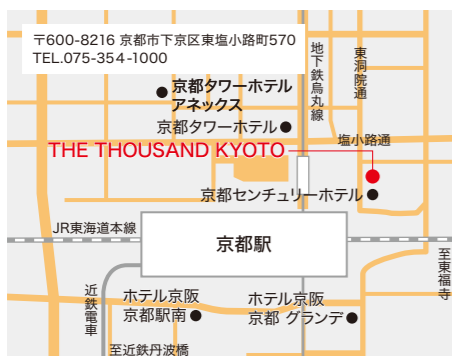 〒600-8216 京都市下京区東塩小路町570
TEL.075-354-1000
地下鉄烏丸線
東洞院通
京都タワーホテル
アネックス
京都タワーホテル
塩小路通
THE THOUSAND KYOTO
京都センチュリーホテル
JR東海道本線
京都駅
至東福寺
近鉄電車
ホテル京阪
京都駅南
ホテル京阪
京都 グランデ
至近鉄丹波橋